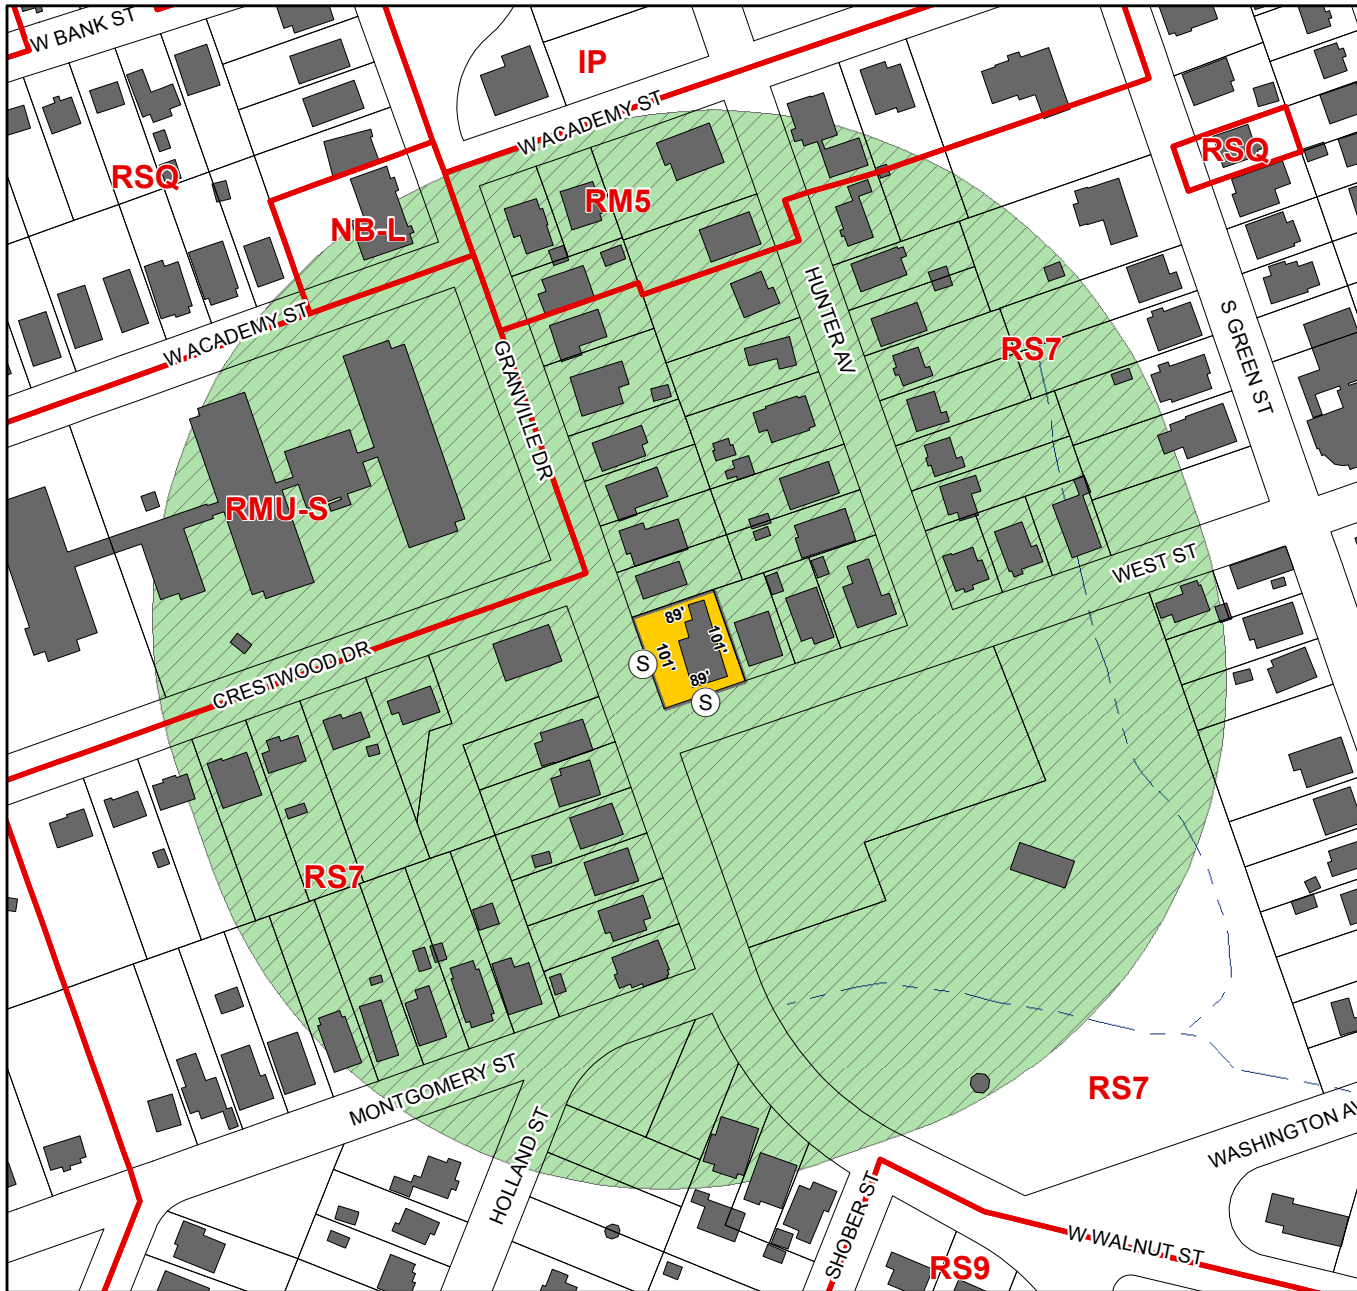 W BANK ST
IP
W ACADEMY ST
RSQ
RSQ
RM5
NB-L
HUNTER AV
W ACADEMY ST
S GREEN ST
RS7
GRANVILLE DR
RMU-S
WEST ST
89'
101'
101'
S
89'
S
CRESTWOOD DR
RS7
MONTGOMERY ST
RS7
HOLLAND ST
WASHINGTON AV
SHOBER ST
W WALNUT ST
RS9